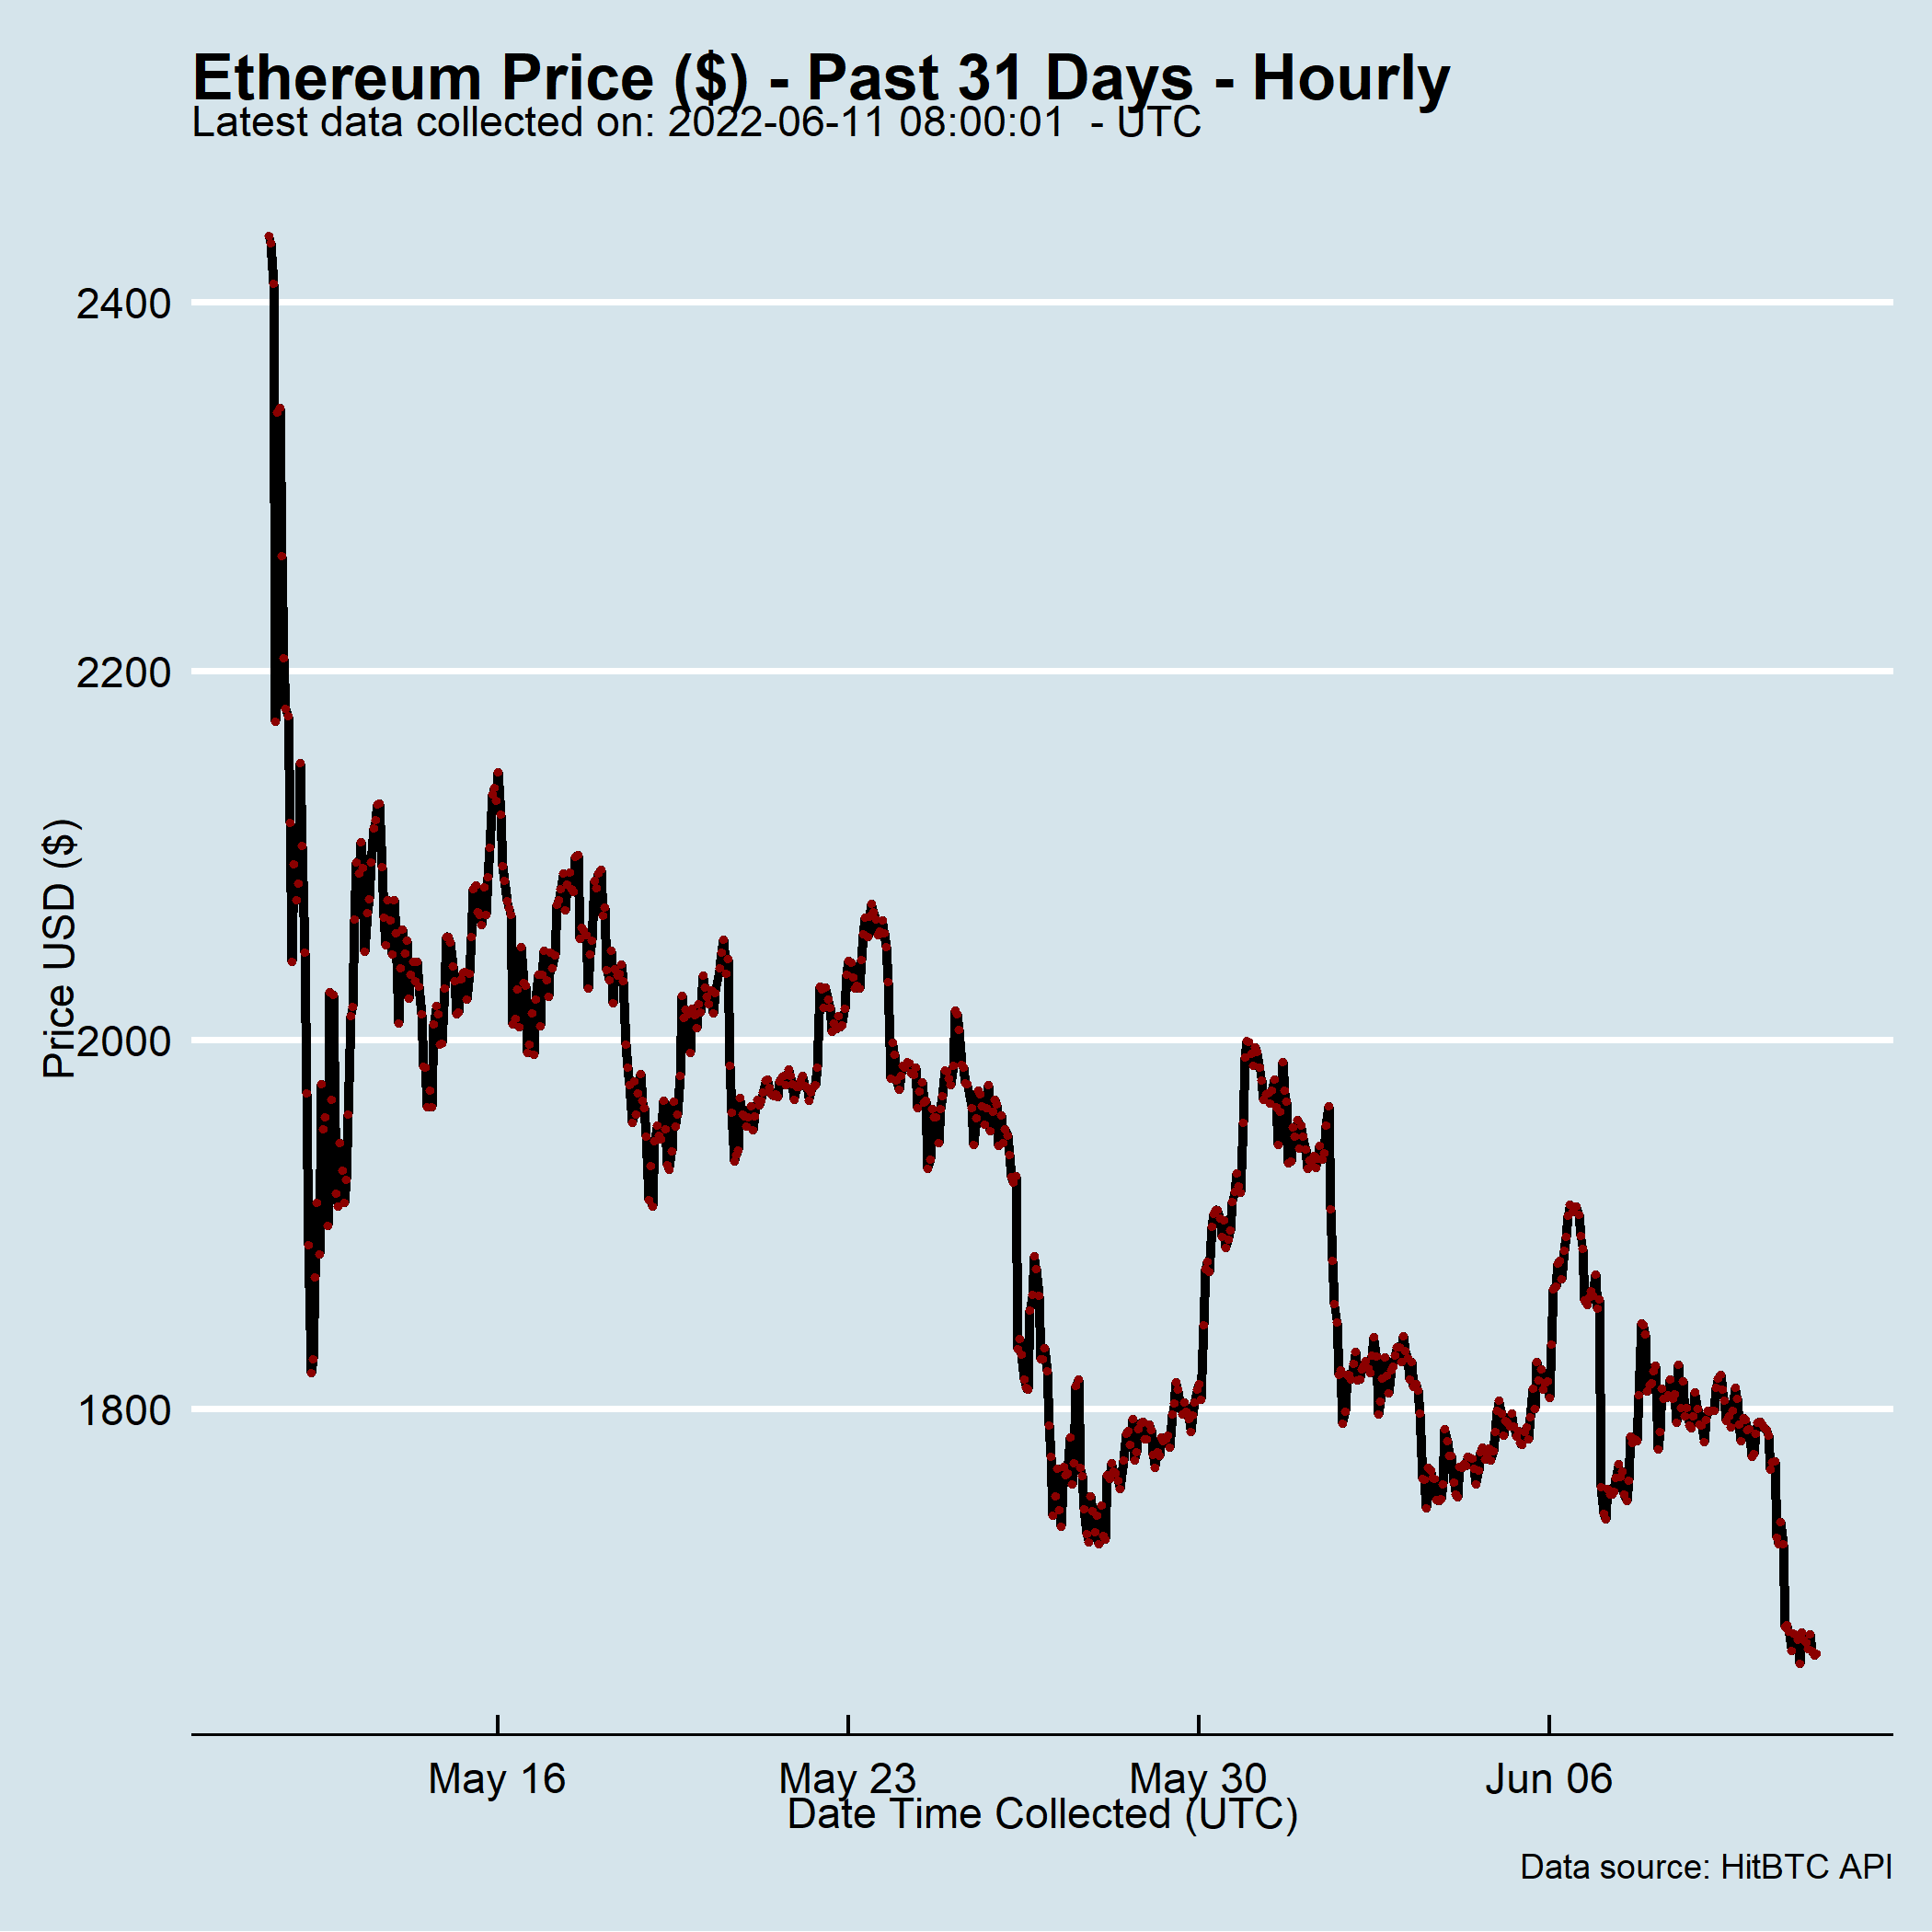 Ethereum Price ($) - Past 31 Days - Hourly
Latest data collected on: 2022-06-11 08:00:01  - UTC
Price USD ($)
2400
2200
2000
1800
May 16
May 23
May 30
Jun 06
Date Time Collected (UTC)
Data source: HitBTC API